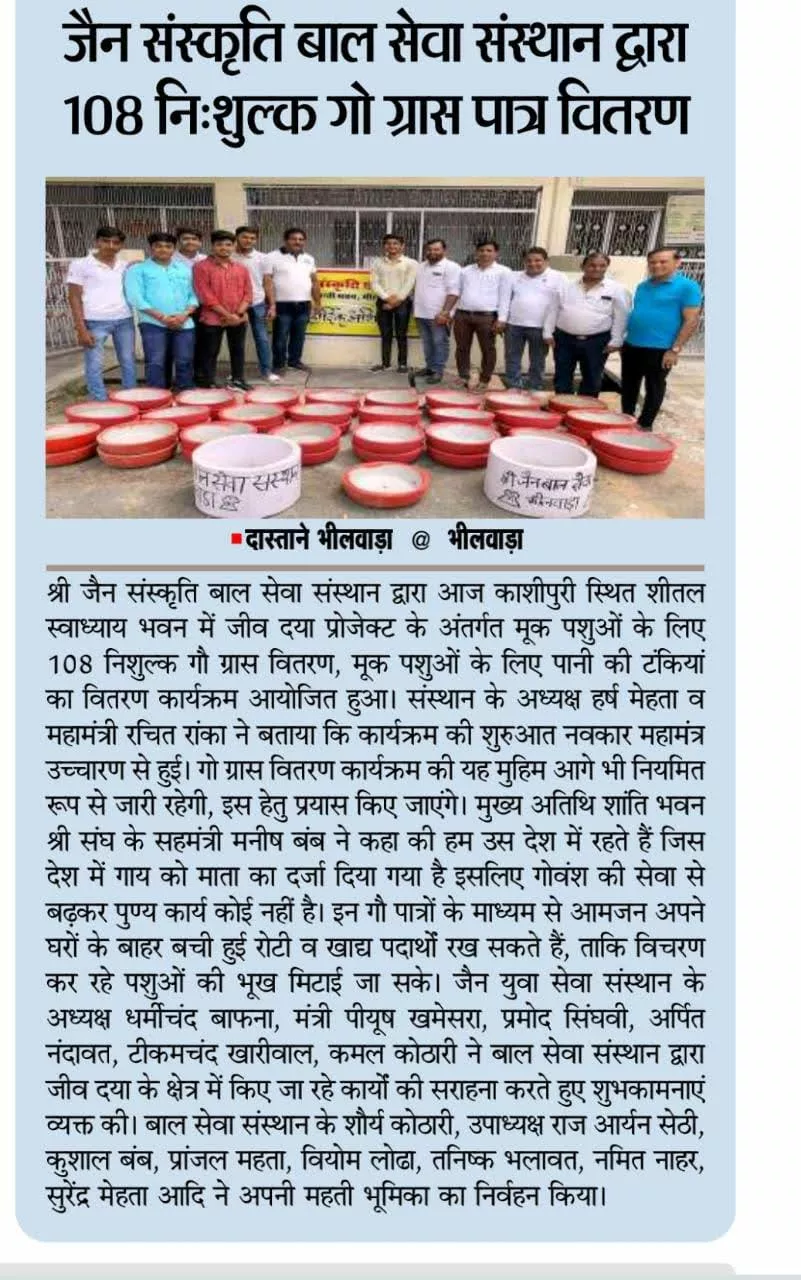 जैन संस्कृति बाल सेवा संस्थान द्वारा
108 निःशुल्क गो ग्रास पात्र वितरण
संस्कृति
न सेवा संस्थान
श्री जैन बाल सेवा
भीलवाड़ा
दास्ताने भीलवाड़ा @ भीलवाड़ा
श्री जैन संस्कृति बाल सेवा संस्थान द्वारा आज काशीपुरी स्थित शीतल
स्वाध्याय भवन में जीव दया प्रोजेक्ट के अंतर्गत मूक पशुओं के लिए
108 निशुल्क गौ ग्रास वितरण, मूक पशुओं के लिए पानी की टंकियां
का वितरण कार्यक्रम आयोजित हुआ। संस्थान के अध्यक्ष हर्ष मेहता व
महामंत्री रचित रांका ने बताया कि कार्यक्रम की शुरुआत नवकार महामंत्र
उच्चारण से हुई। गो ग्रास वितरण कार्यक्रम की यह मुहिम आगे भी नियमित
रूप से जारी रहेगी, इस हेतु प्रयास किए जाएंगे। मुख्य अतिथि शांति भवन
श्री संघ के सहमंत्री मनीष बंब ने कहा की हम उस देश में रहते हैं जिस
देश में गाय को माता का दर्जा दिया गया है इसलिए गोवंश की सेवा से
बढ़कर पुण्य कार्य कोई नहीं है। इन गौ पात्रों के माध्यम से आमजन अपने
घरों के बाहर बची हुई रोटी व खाद्य पदार्थो रख सकते हैं, ताकि विचरण
कर रहे पशुओं की भूख मिटाई जा सके। जैन युवा सेवा संस्थान के
अध्यक्ष धर्मीचंद बाफना, मंत्री पीयूष खमेसरा, प्रमोद सिंघवी, अर्पित
नंदावत, टीकमचंद खारीवाल, कमल कोठारी ने बाल सेवा संस्थान द्वारा
जीव दया के क्षेत्र में किए जा रहे कार्यो की सराहना करते हुए शुभकामनाएं
व्यक्त की। बाल सेवा संस्थान के शौर्य कोठारी, उपाध्यक्ष राज आर्यन सेठी,
कुशाल बंब, प्रांजल महता, वियोम लोढा, तनिष्क भलावत, नमित नाहर,
सुरेंद्र मेहता आदि ने अपनी महती भूमिका का निर्वहन किया।